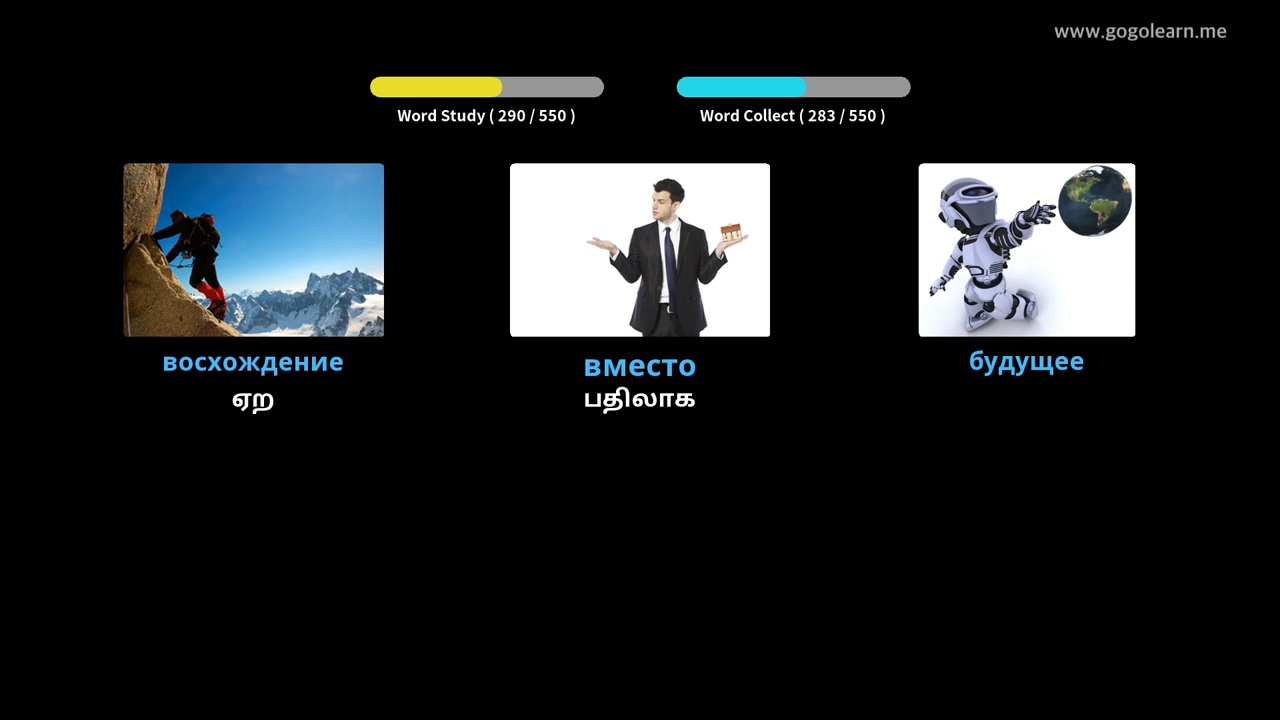 www.gogolearn.me
Word Study ( 290 / 550 )
Word Collect ( 283 / 550 )
восхождение
ஏற
вместо
பதிலாக
будущее